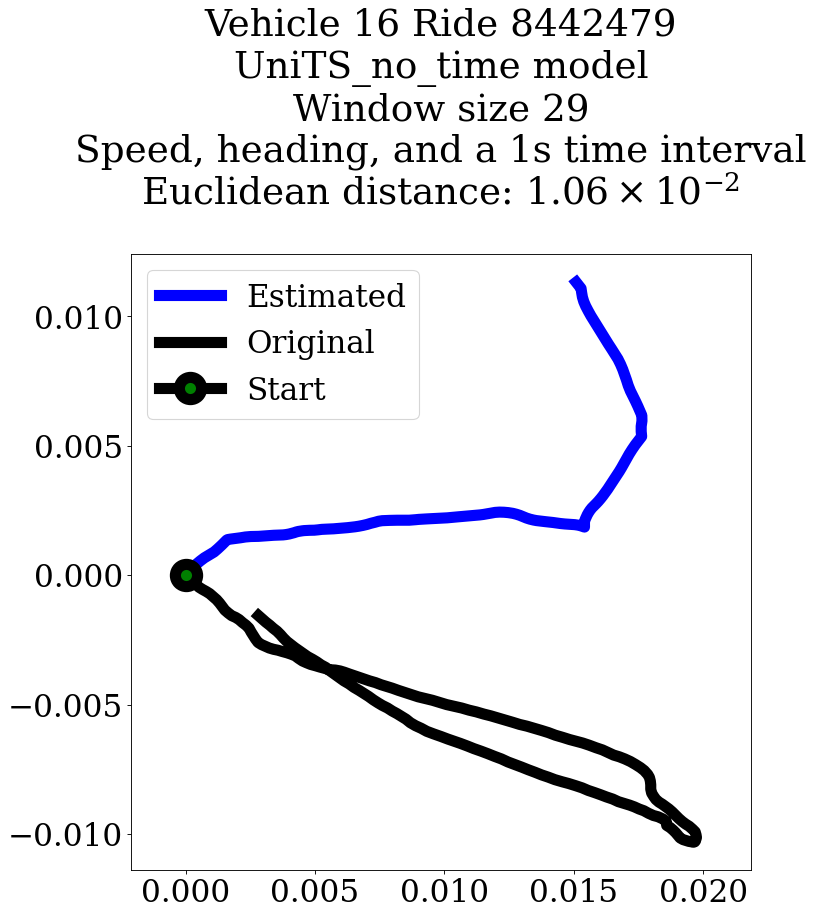 Vehicle 16 Ride 8442479
UniTS_no_time model
Window size 29
Speed, heading, and a 1s time interval
Euclidean distance: 1.06 × 10⁻²
Estimated
Original
Start
0.010
0.005
0.000
−0.005
−0.010
0.000 0.005 0.010 0.015 0.020